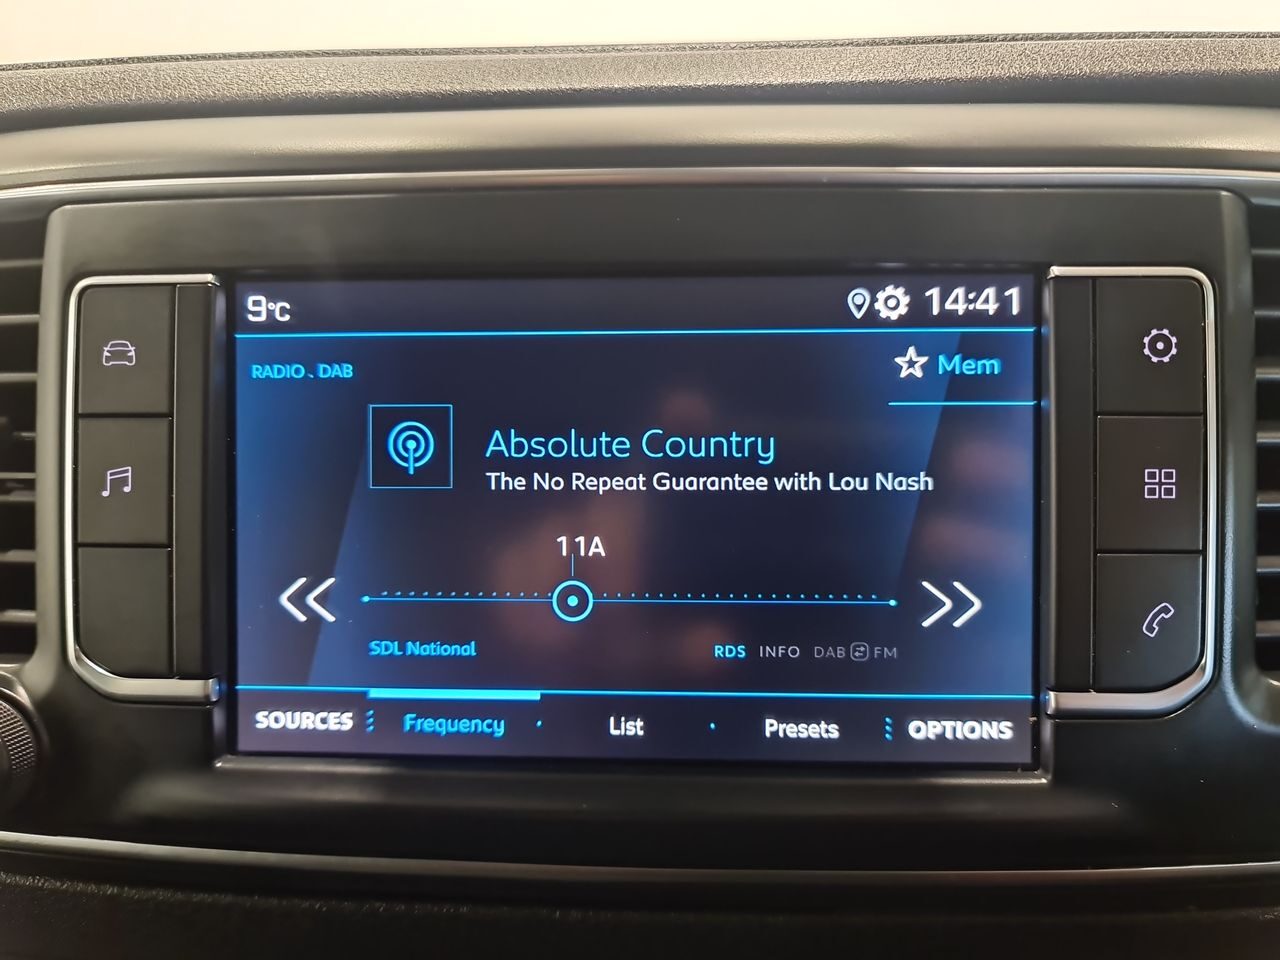 9°C 14:41
RADIO . DAB
Mem
Absolute Country
The No Repeat Guarantee with Lou Nash
11A
SDL National RDS INFO DAB FM
SOURCES Frequency List Presets OPTIONS